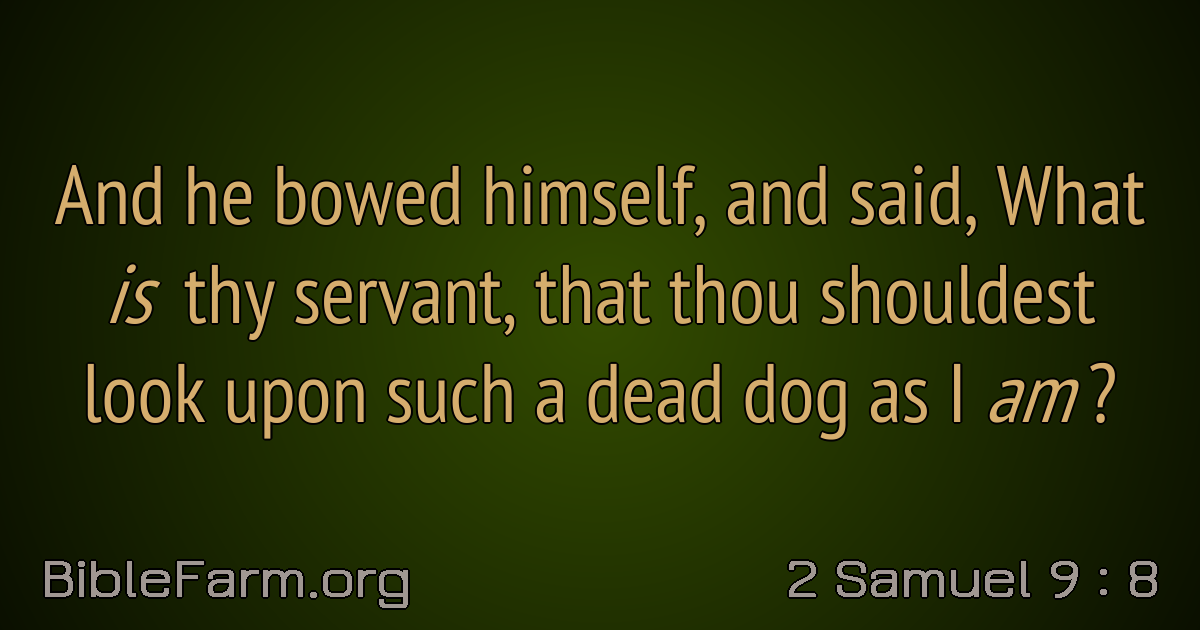 And he bowed himself, and said, What
is thy servant, that thou shouldest
look upon such a dead dog as I am?
BibleFarm.org
2 Samuel 9 : 8